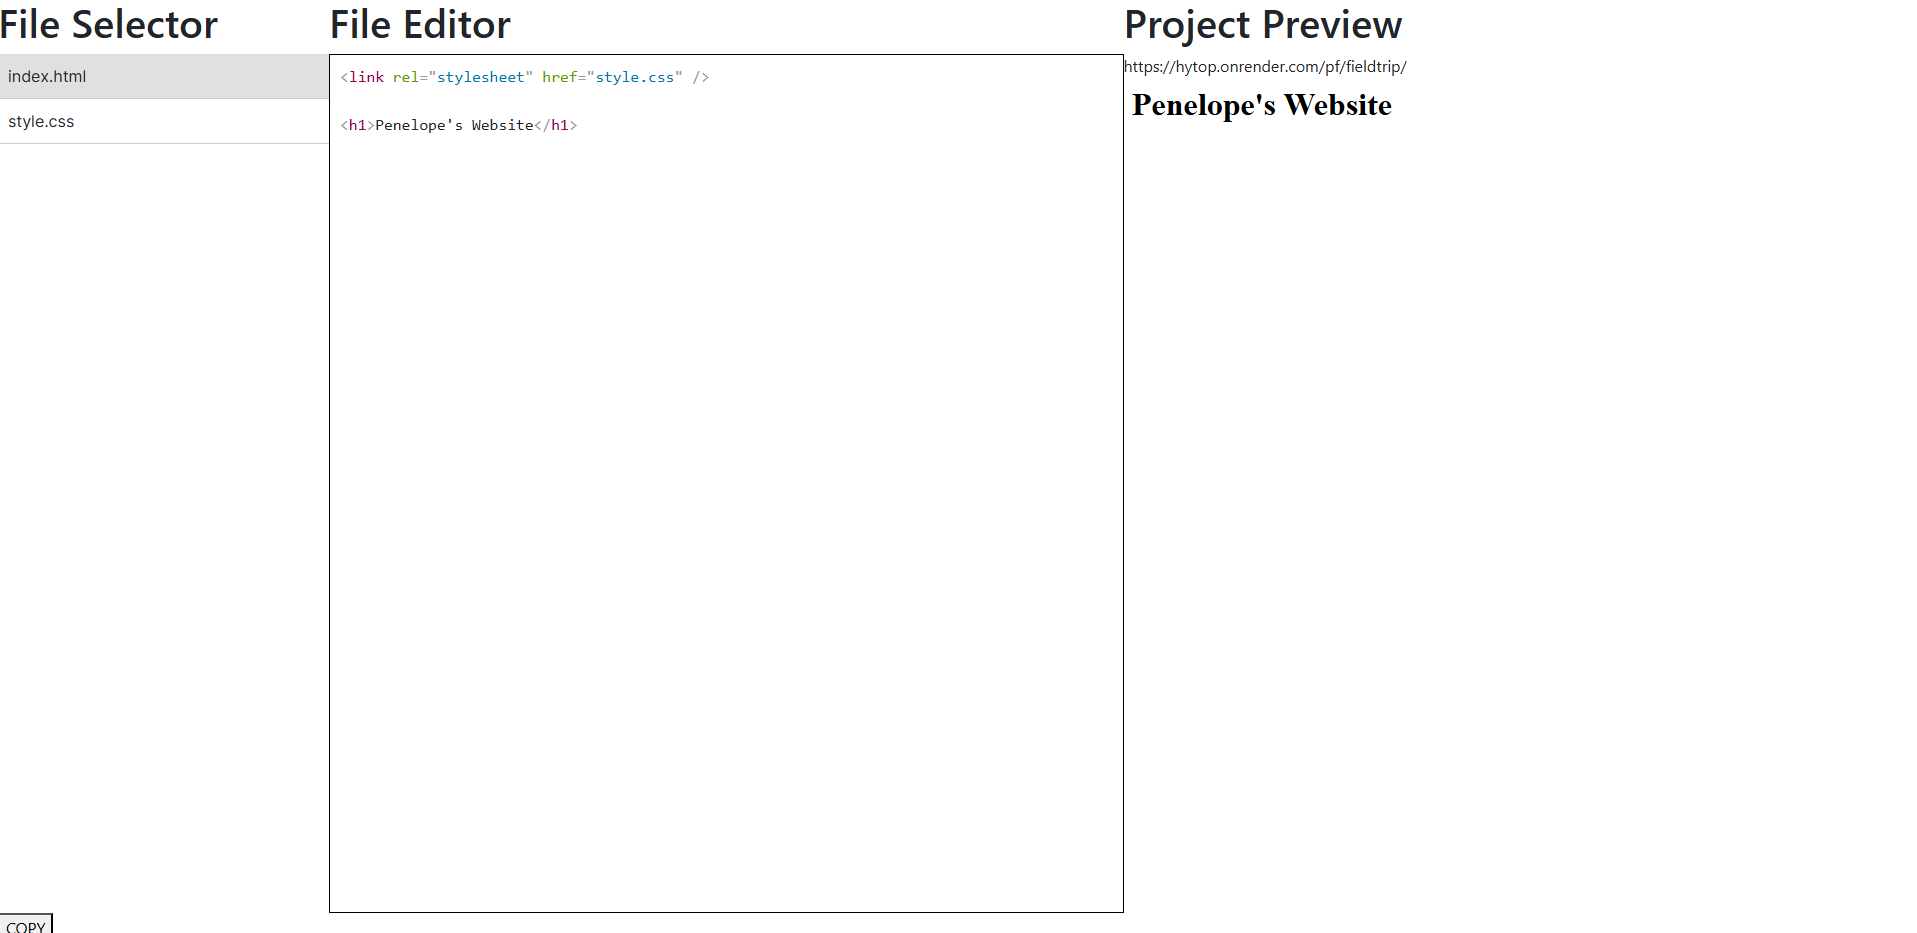 File Selector
index.html
style.css
COPY
File Editor
<link rel="stylesheet" href="style.css" />
<h1>Penelope's Website</h1>
Project Preview
https://hytop.onrender.com/pf/fieldtrip/
Penelope's Website